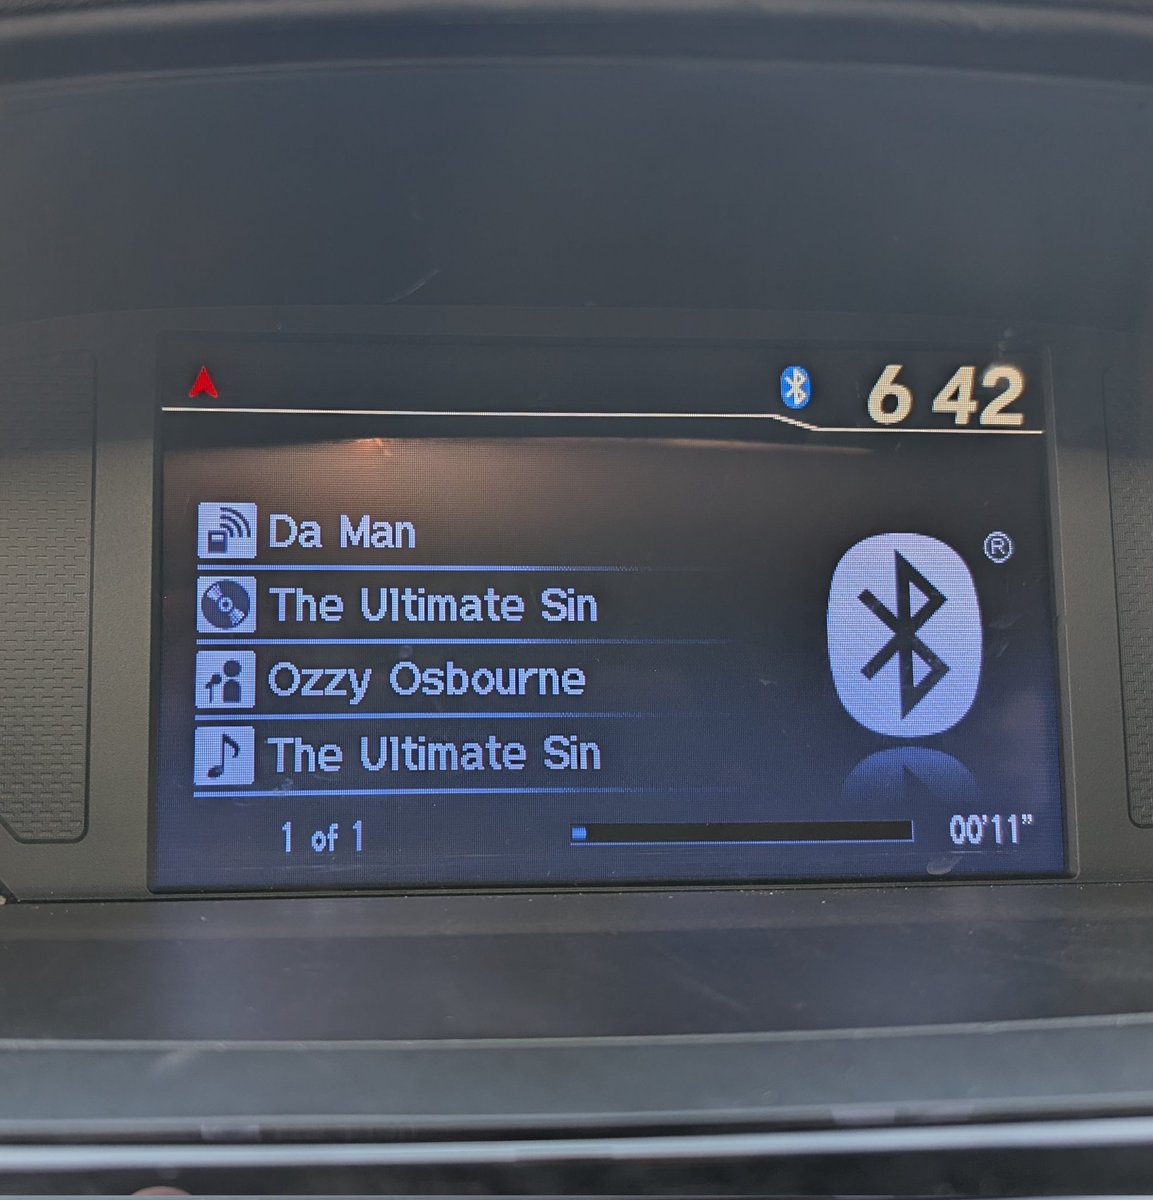 6 42
Da Man
®
The Ultimate Sin
Ozzy Osbourne
The Ultimate Sin
1 of 1
00'11"